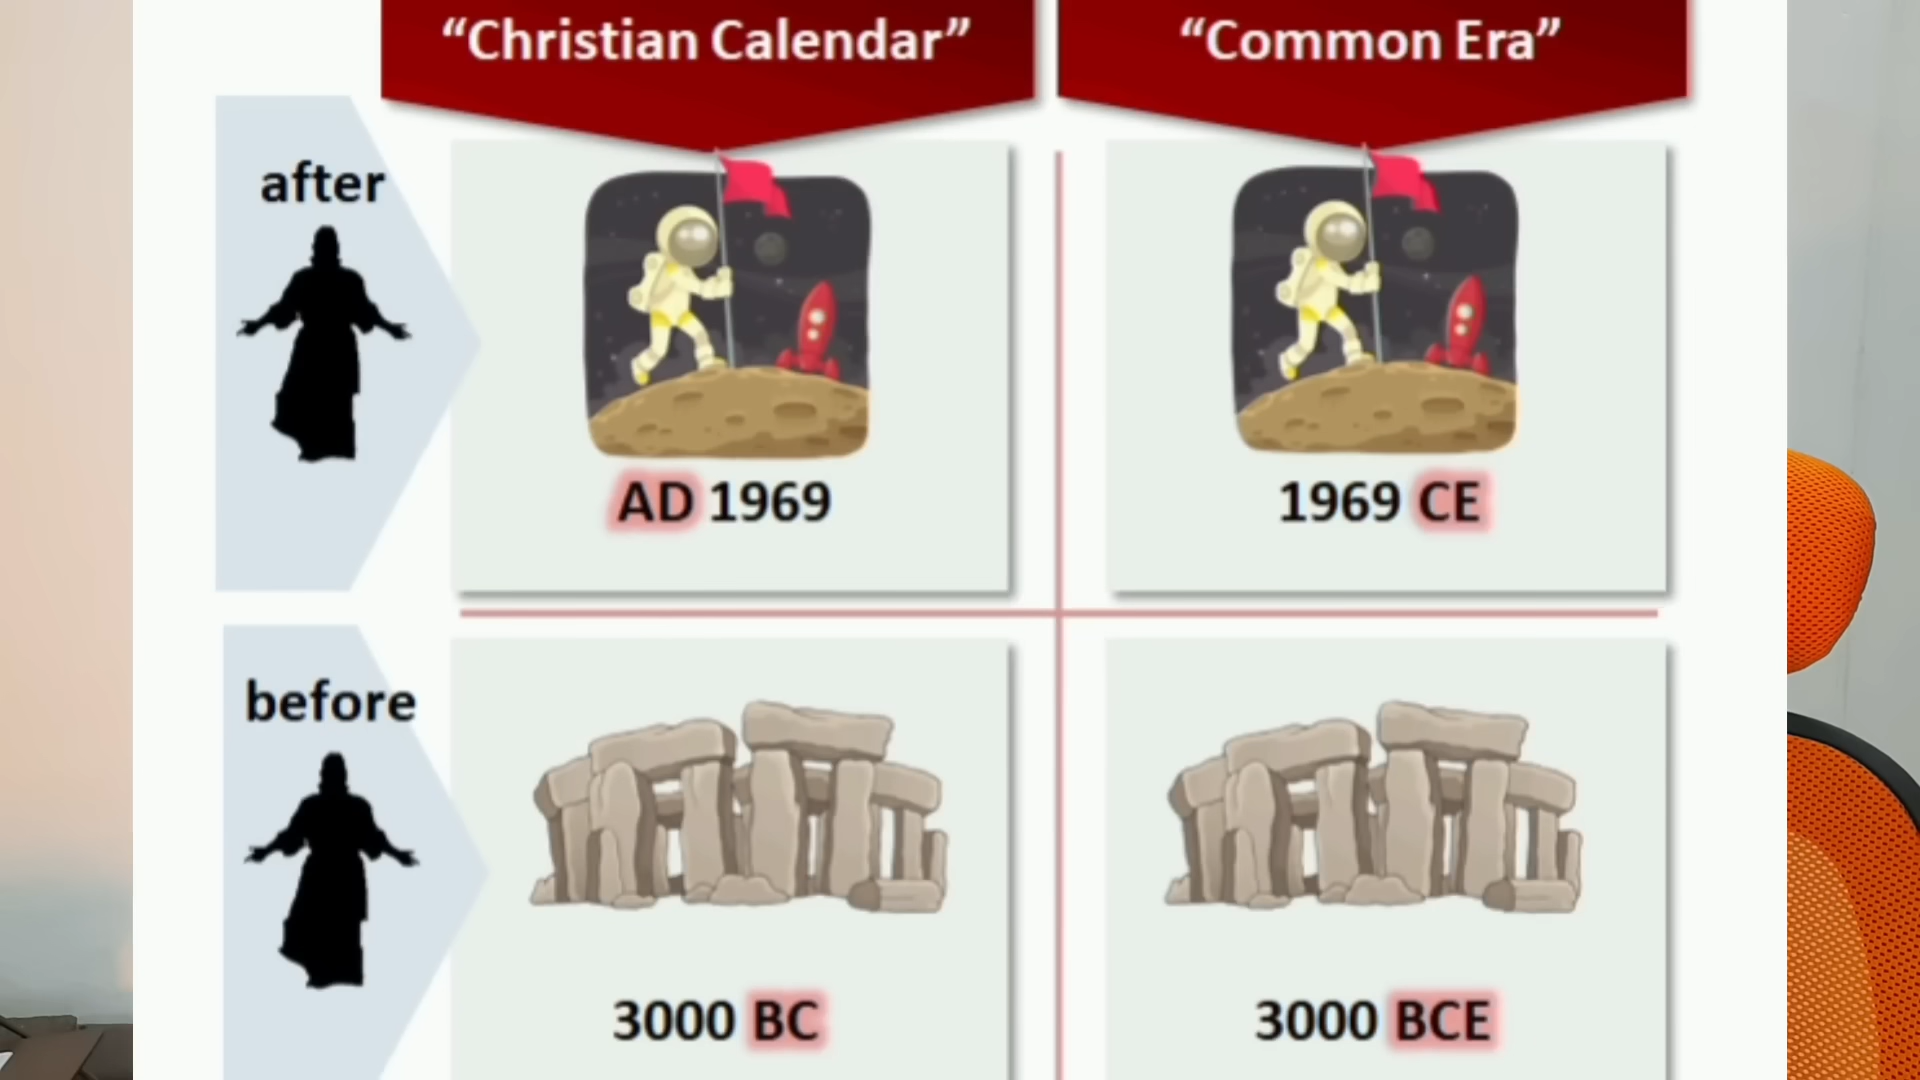 “Christian Calendar”
“Common Era”
after
AD 1969
1969 CE
before
3000 BC
3000 BCE